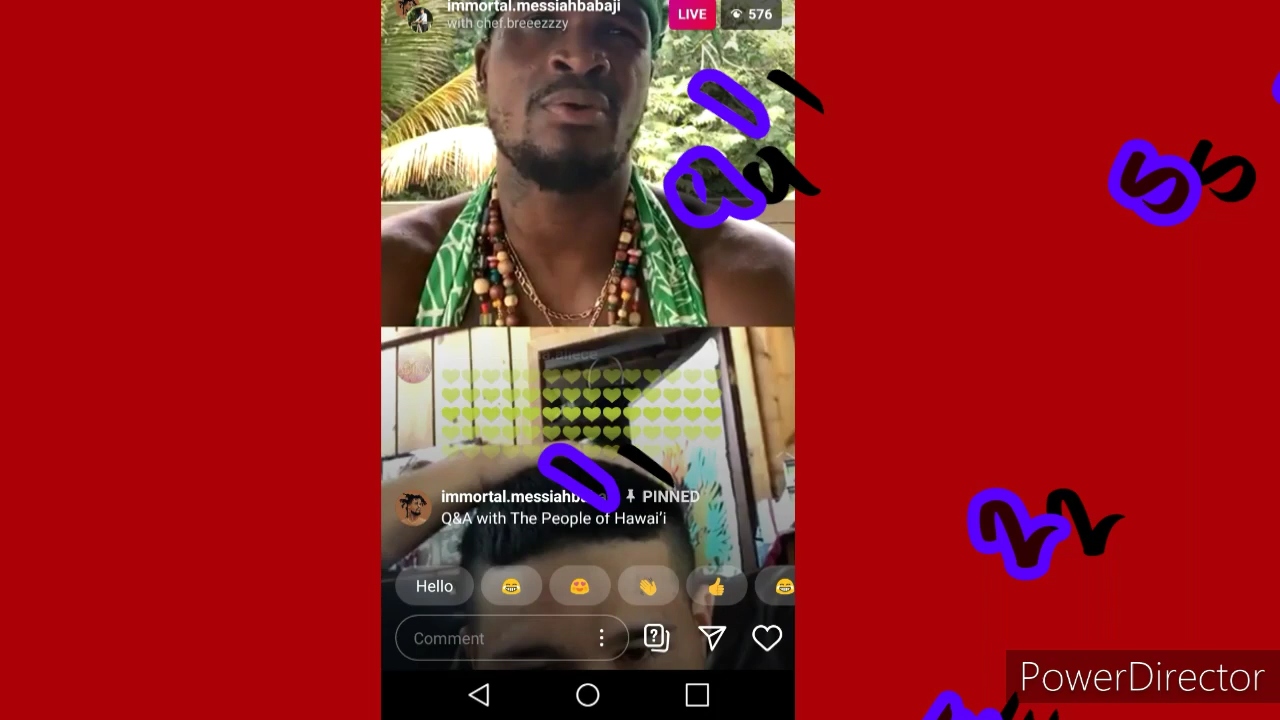 immortal.messiahbabaji
with chef.breeezzzy
LIVE
576
immortal.messiahb
PINNED
Q&A with The People of Hawai'i
Hello
Comment
PowerDirector